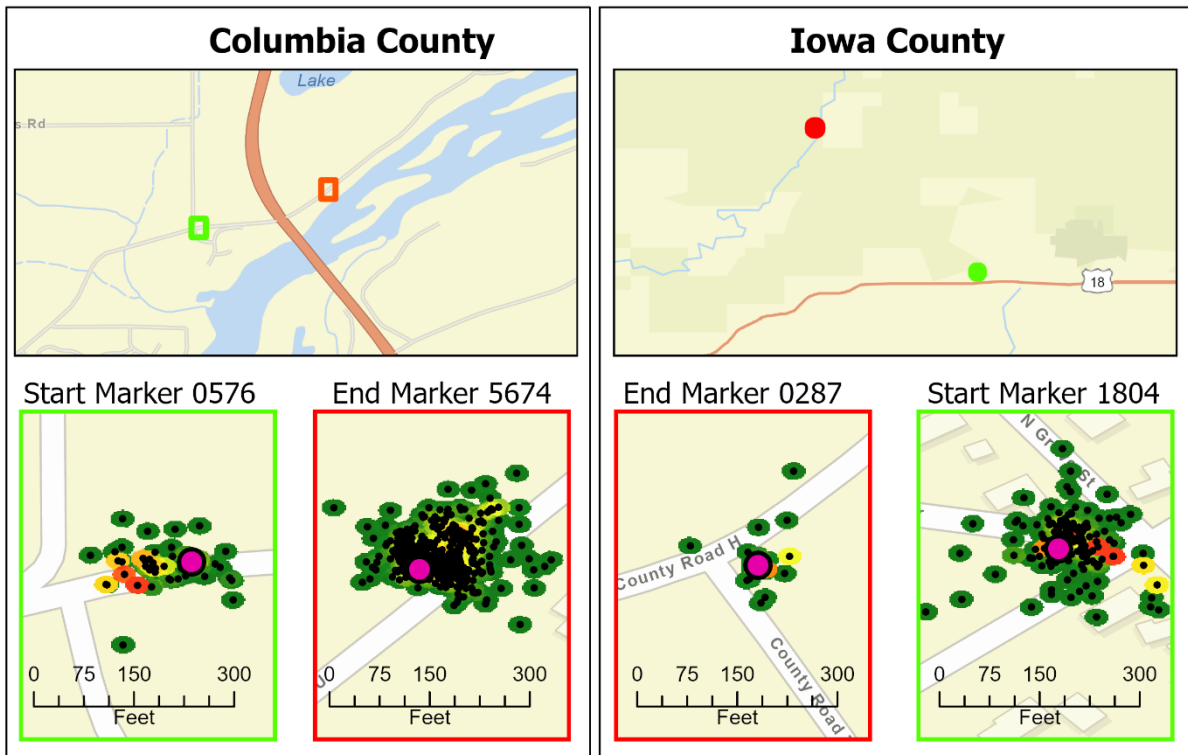 Columbia County
Lake
s Rd
Start Marker 0576
End Marker 5674
0 75 150 300
Feet
U
0 75 150 300
Feet
Iowa County
18
End Marker 0287
Start Marker 1804
County Road H
County Road
0 75 150 300
Feet
N Gr
St
0 75 150 300
Feet